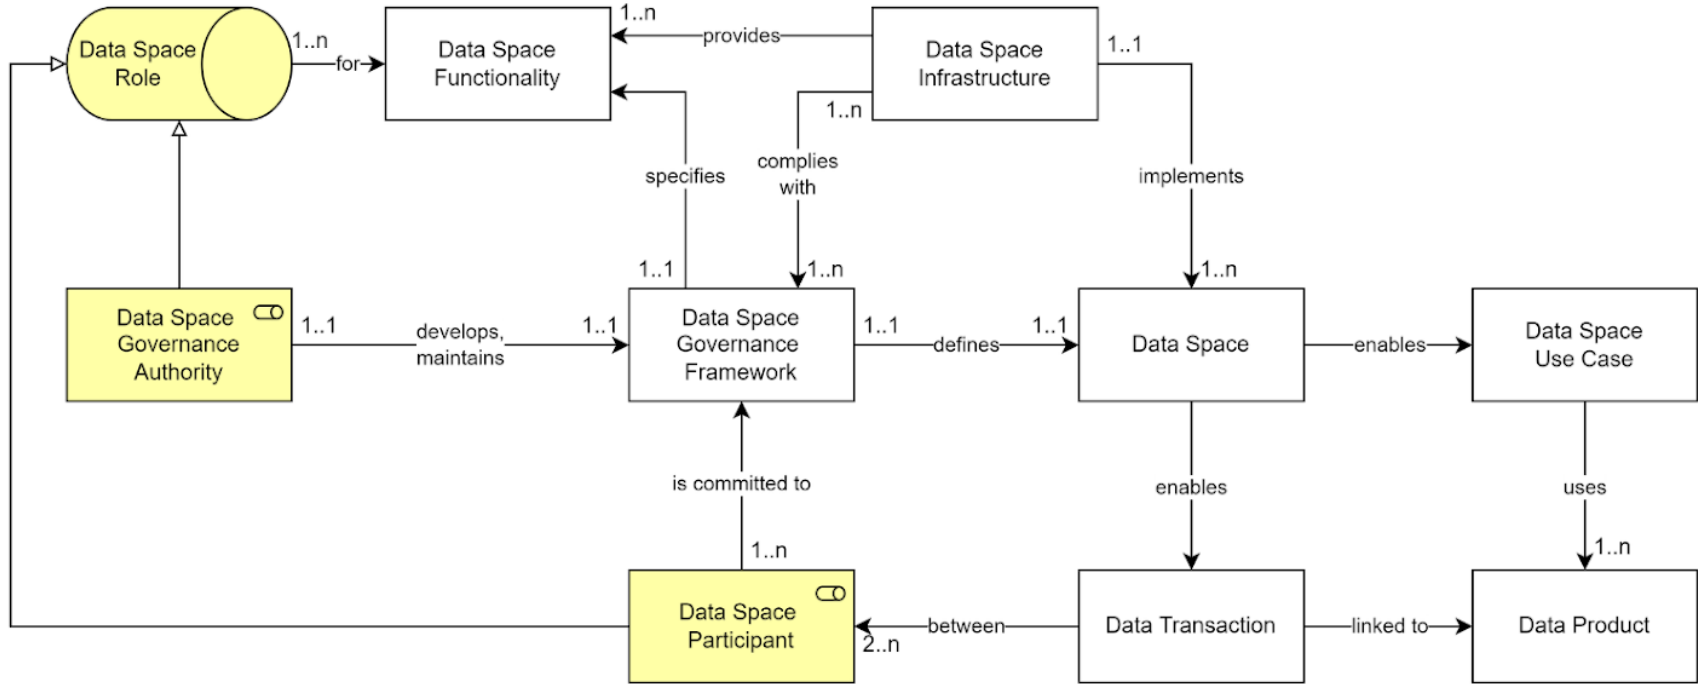 Data Space
Role
1..n
for
Data Space
Functionality
1..n
provides
Data Space
Infrastructure
1..1
1..n
specifies
complies
with
implements
1..1
1..n
1..n
Data Space
Governance
Authority
1..1
develops,
maintains
1..1
Data Space
Governance
Framework
1..1
defines
1..1
Data Space
enables
Data Space
Use Case
is committed to
enables
uses
1..n
1..n
Data Space
Participant
2..n
between
Data Transaction
linked to
Data Product